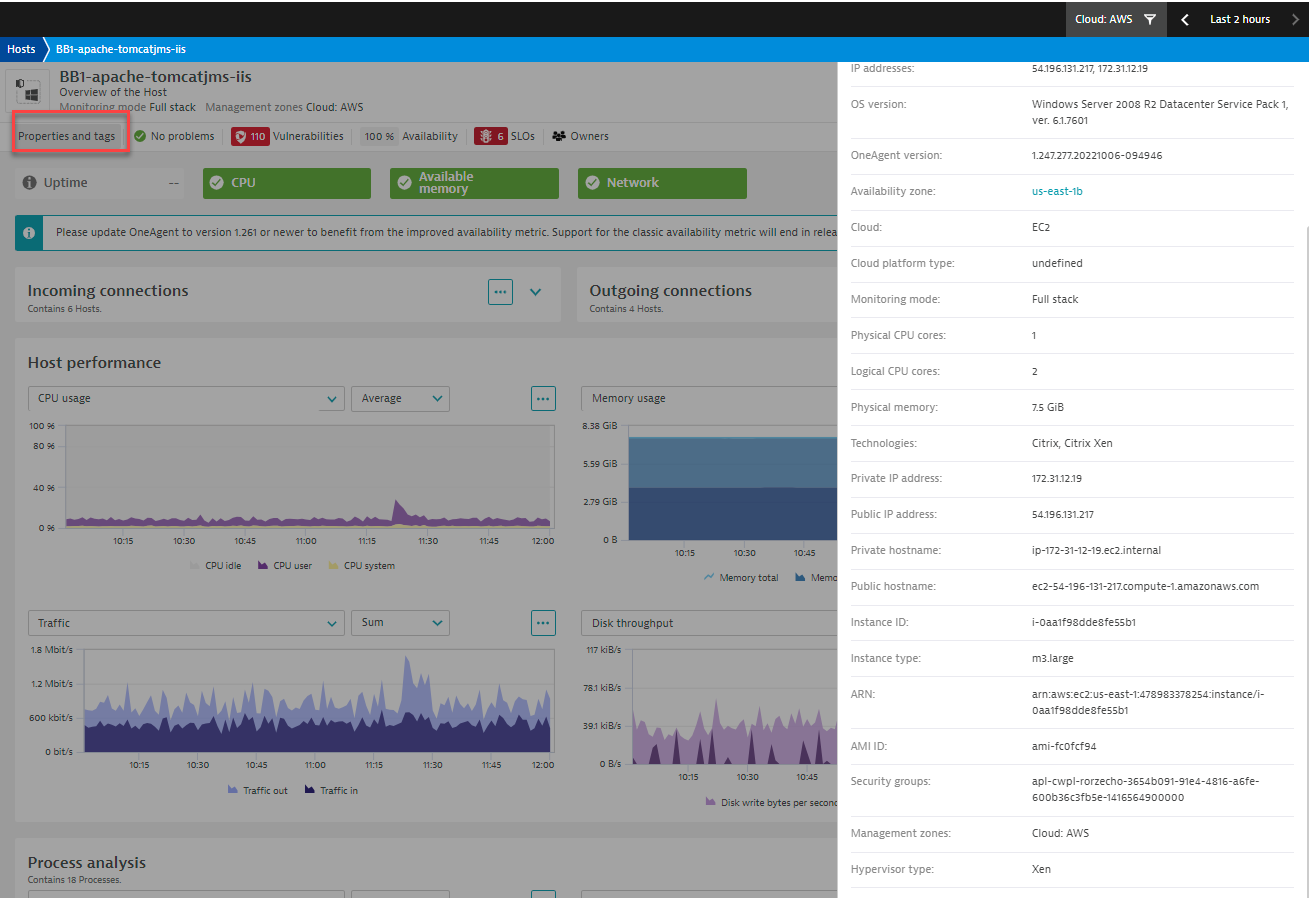 Cloud: AWS
Last 2 hours
Hosts
BB1-apache-tomcatjms-iis
BB1-apache-tomcatjms-iis
Overview of the Host
Monitoring mode Full stack Management zones Cloud: AWS
Properties and tags
No problems
110 Vulnerabilities
100 % Availability
6 SLOs
Owners
Uptime --
CPU
Available
memory
Network
Please update OneAgent to version 1.261 or newer to benefit from the improved availability metric. Support for the classic availability metric will end in relea
Incoming connections
Contains 6 Hosts.
Outgoing connections
Contains 4 Hosts.
Host performance
CPU usage
Average
100 %
80 %
40 %
0 %
10:15 10:30 10:45 11:00 11:15 11:30 11:45 12:00
CPU idle CPU user CPU system
Memory usage
8.38 GiB
5.59 GiB
2.79 GiB
0 B
10:15 10:30 10:45
Memory total Memo
Traffic
Sum
1.8 Mbit/s
1.2 Mbit/s
600 kbit/s
0 bit/s
10:15 10:30 10:45 11:00 11:15 11:30 11:45 12:00
Traffic out Traffic in
Disk throughput
117 kiB/s
78.1 kiB/s
39.1 kiB/s
0 B/s
10:15 10:30 10:45
Disk write bytes per second
Process analysis
Contains 18 Processes.
IP addresses: 54.196.131.217, 172.31.12.19
OS version: Windows Server 2008 R2 Datacenter Service Pack 1,
ver. 6.1.7601
OneAgent version: 1.247.277.20221006-094946
Availability zone: us-east-1b
Cloud: EC2
Cloud platform type: undefined
Monitoring mode: Full stack
Physical CPU cores: 1
Logical CPU cores: 2
Physical memory: 7.5 GiB
Technologies: Citrix, Citrix Xen
Private IP address: 172.31.12.19
Public IP address: 54.196.131.217
Private hostname: ip-172-31-12-19.ec2.internal
Public hostname: ec2-54-196-131-217.compute-1.amazonaws.com
Instance ID: i-0aa1f98dde8fe55b1
Instance type: m3.large
ARN: arn:aws:ec2:us-east-1:478983378254:instance/i-
0aa1f98dde8fe55b1
AMI ID: ami-fc0fcf94
Security groups: apl-cwpl-rorzecho-3654b091-91e4-4816-a6fe-
600b36c3fb5e-1416564900000
Management zones: Cloud: AWS
Hypervisor type: Xen